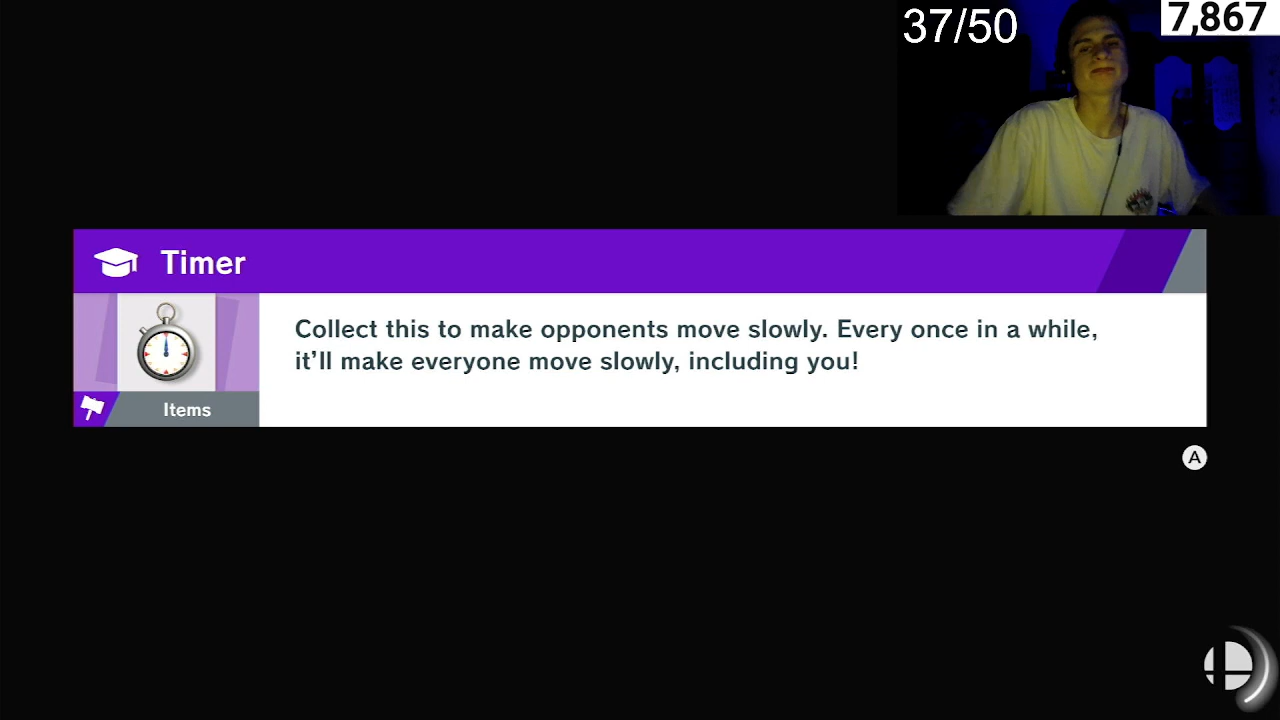 37/50
7,867
Timer
Collect this to make opponents move slowly. Every once in a while,
it'll make everyone move slowly, including you!
Items
A